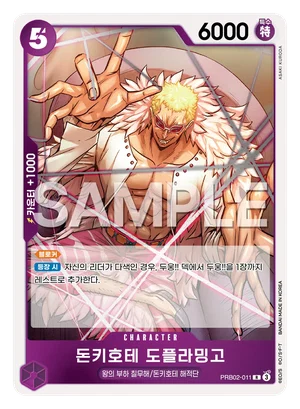 5
6000
특수
特
ASAKI KURODA
카운터 +1000
SAMPLE
블로커
등장 시 자신의 리더가 다색인 경우, 두웅!! 덱에서 두웅!!을 1장까지
레스트로 추가한다.
CHARACTER
돈키호테 도플라밍고
왕의 부하 칠무해/돈키호테 해적단
PRB02-011 R
BANDAI MADE IN KOREA